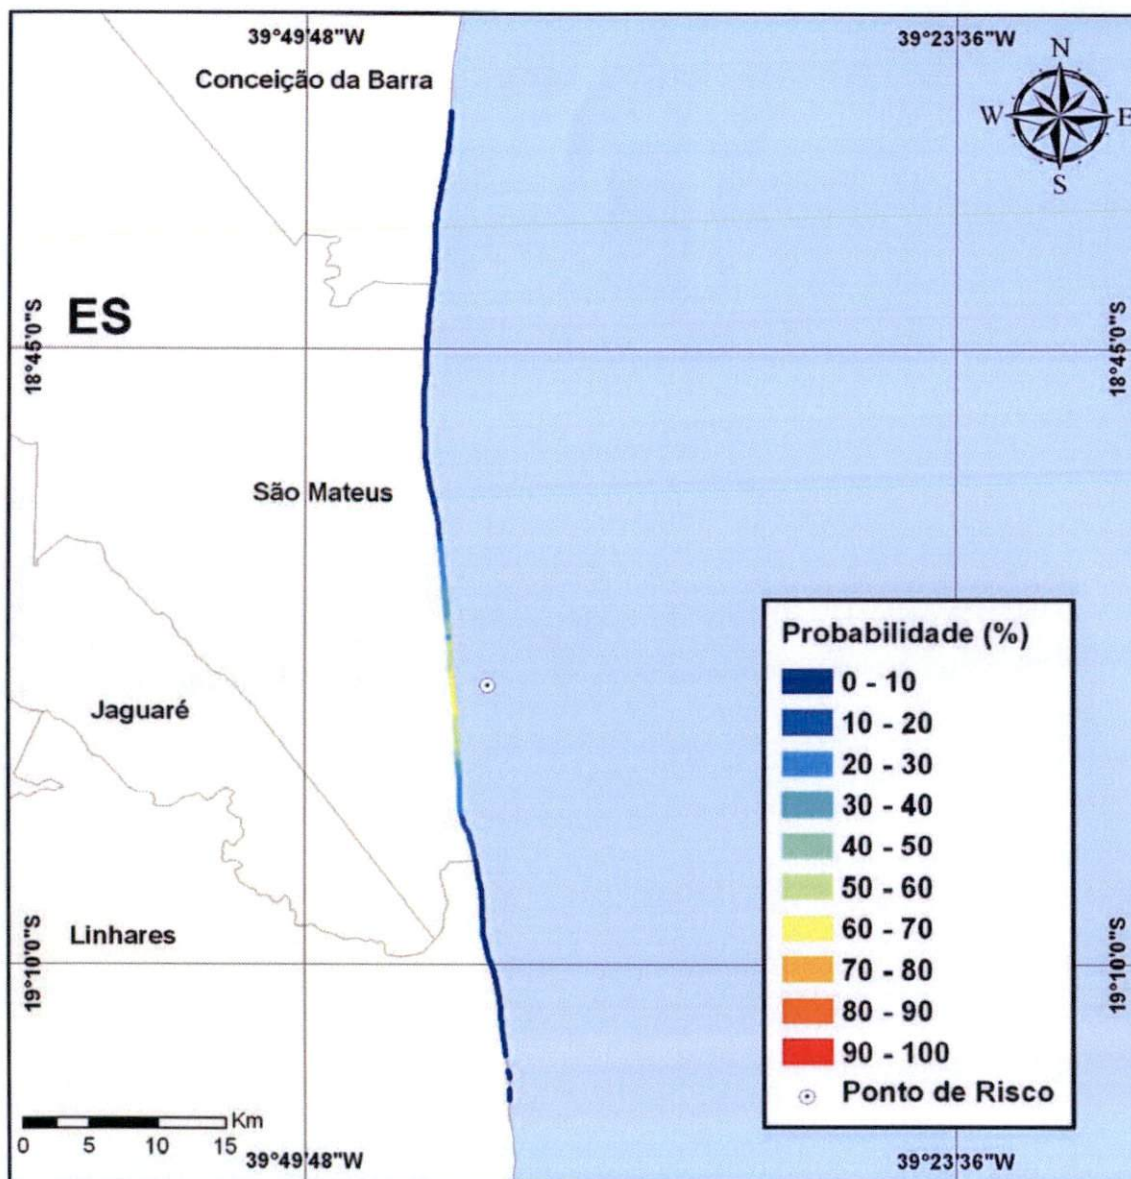 39°49'48"W
39°23'36"W
N
Conceição da Barra
W
E
S
ES
18°45'0"S
18°45'0"S
São Mateus
Probabilidade (%)
0 - 10
10 - 20
20 - 30
30 - 40
40 - 50
50 - 60
60 - 70
70 - 80
80 - 90
90 - 100
Ponto de Risco
Jaguaré
Linhares
19°10'0"S
19°10'0"S
Km
0 5 10 15
39°49'48"W
39°23'36"W